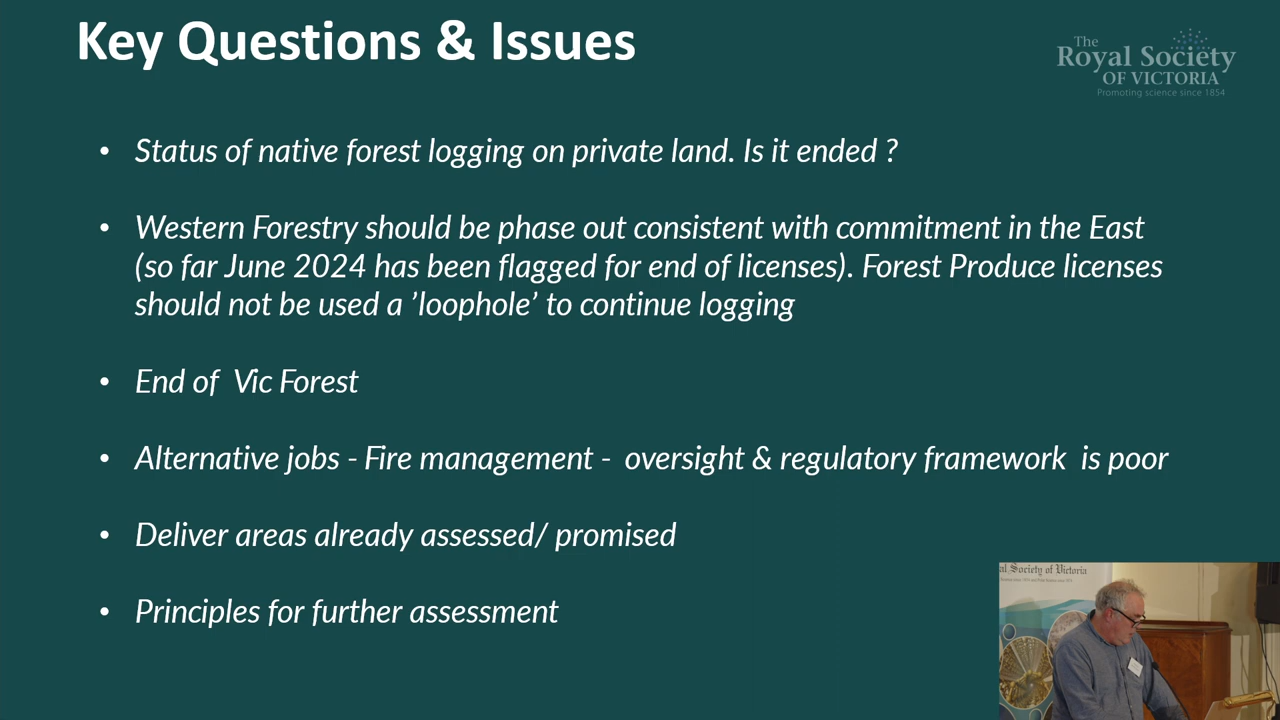 Key Questions & Issues
The
Royal Society
OF VICTORIA
Promoting science since 1854
• Status of native forest logging on private land. Is it ended ?
• Western Forestry should be phase out consistent with commitment in the East
(so far June 2024 has been flagged for end of licenses). Forest Produce licenses
should not be used a ’loophole’ to continue logging
• End of Vic Forest
• Alternative jobs - Fire management - oversight & regulatory framework is poor
• Deliver areas already assessed/ promised
• Principles for further assessment
al Society of Victoria